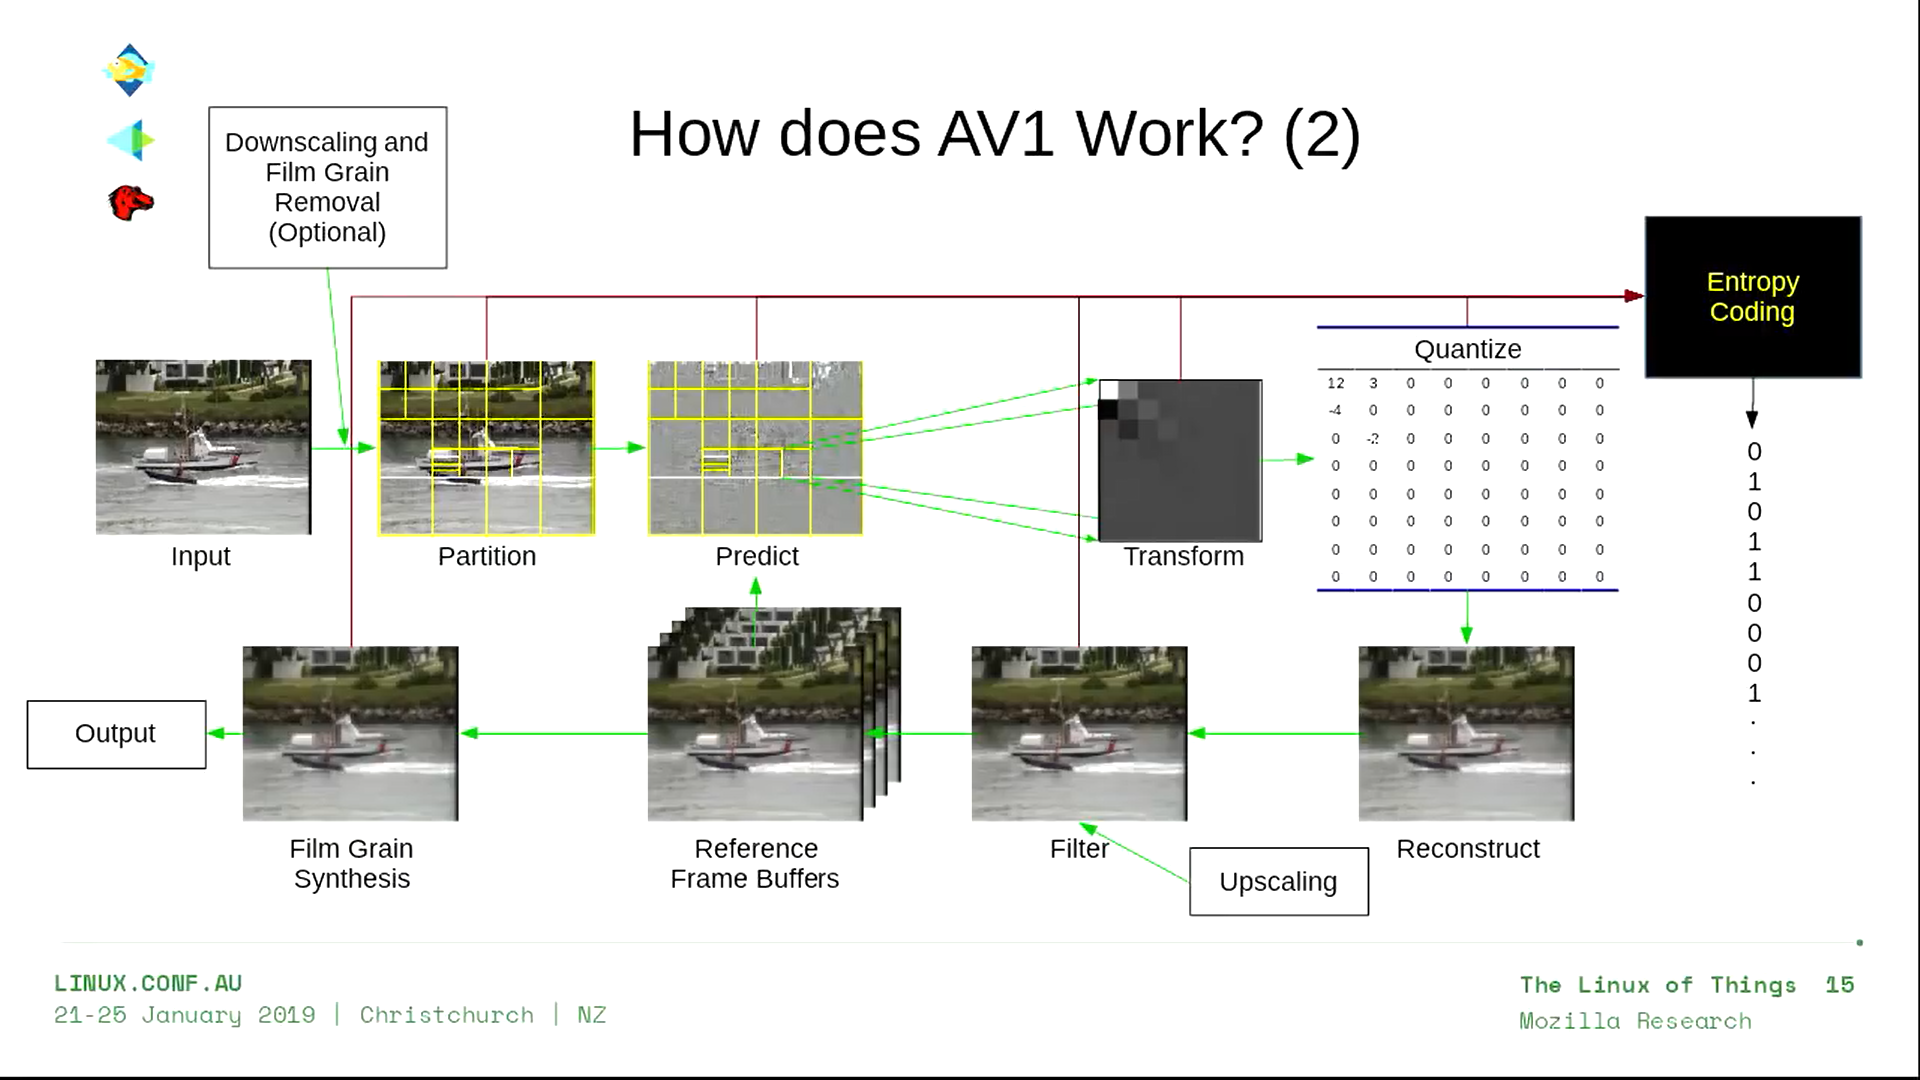 How does AV1 Work? (2)
Downscaling and
Film Grain
Removal
(Optional)
Entropy
Coding
Input
Partition
Predict
Transform
Quantize
12 3 0 0 0 0 0 0
-4 0 0 0 0 0 0 0
0 -2 0 0 0 0 0 0
0 0 0 0 0 0 0 0
0 0 0 0 0 0 0 0
0 0 0 0 0 0 0 0
0 0 0 0 0 0 0 0
0 0 0 0 0 0 0 0
0
1
0
1
1
0
0
0
1
.
.
.
Output
Film Grain
Synthesis
Reference
Frame Buffers
Filter
Upscaling
Reconstruct
LINUX.CONF.AU
21-25 January 2019 | Christchurch | NZ
The Linux of Things 15
Mozilla Research